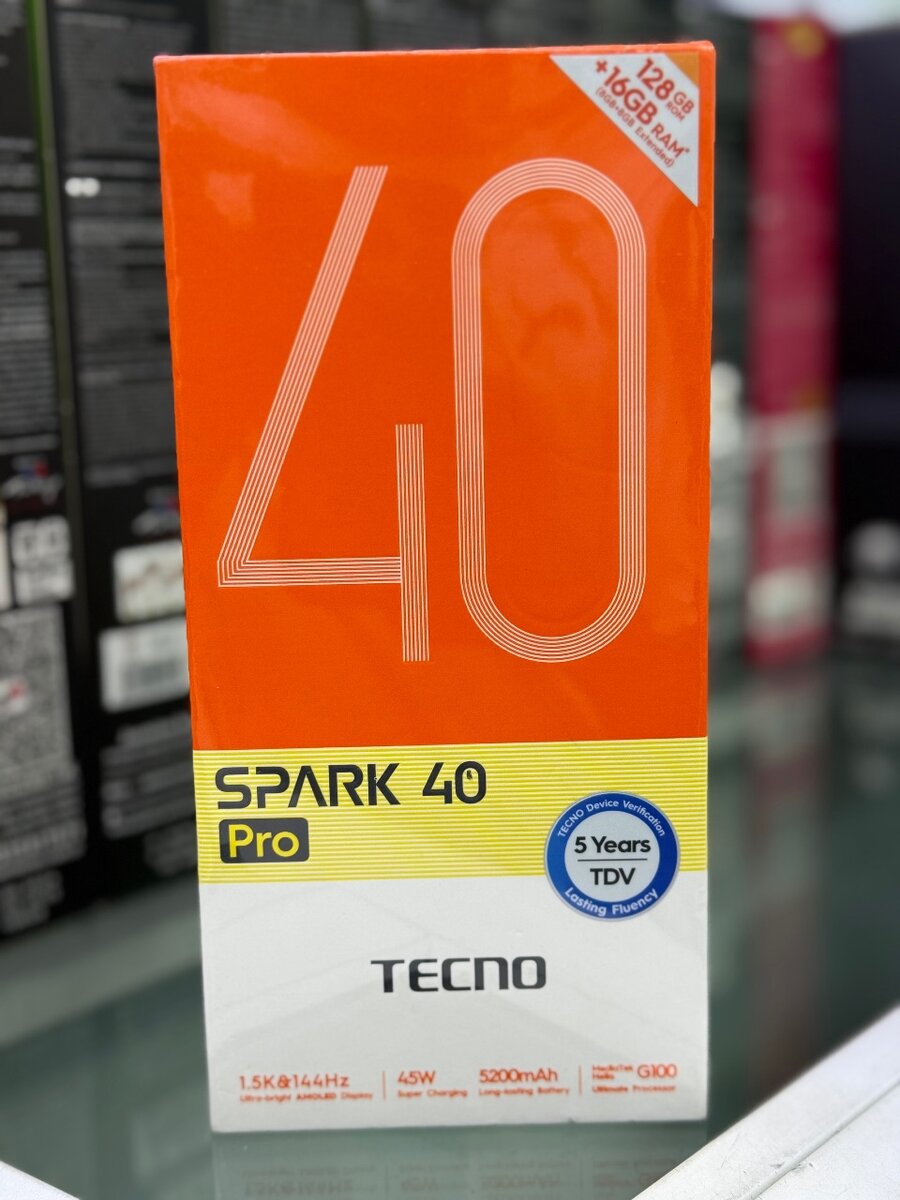 128 GB ROM
+16GB RAM*
(8GB+8GB Extended)
40
SPARK 40
Pro
TECNO Device Verification
5 Years
TDV
Lasting Fluency
TECNO
1.5K&144Hz
Ultra-bright AMOLED Display
45W
Super Charging
5200mAh
Long-lasting Battery
MediaTek Helio G100
Ultimate Processor